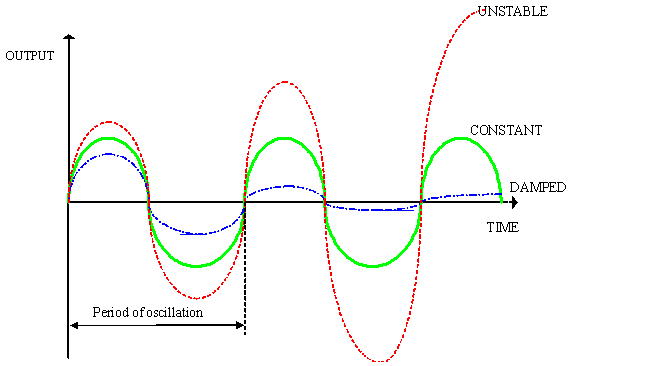 UNSTABLE
OUTPUT
CONSTANT
DAMPED
TIME
Period of oscillation